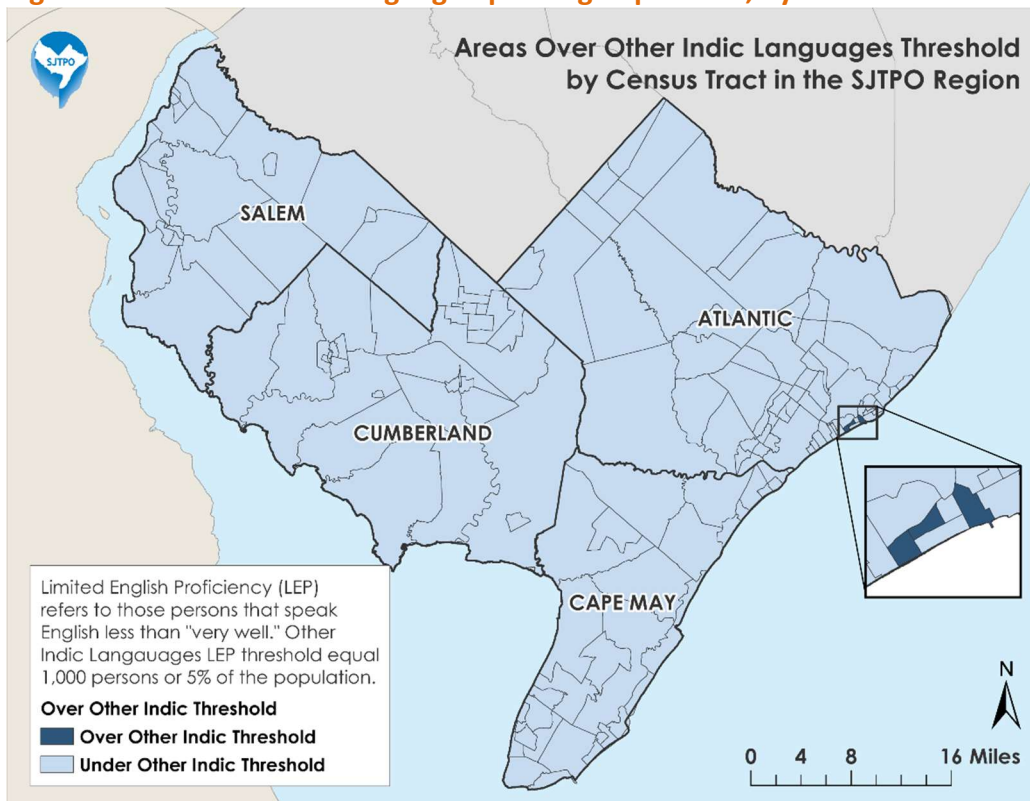 SJTPO
Areas Over Other Indic Languages Threshold
by Census Tract in the SJTPO Region
SALEM
ATLANTIC
CUMBERLAND
CAPE MAY
Limited English Proficiency (LEP)
refers to those persons that speak
English less than "very well." Other
Indic Langauages LEP threshold equal
1,000 persons or 5% of the population.
Over Other Indic Threshold
Over Other Indic Threshold
Under Other Indic Threshold
N
0 4 8 16 Miles